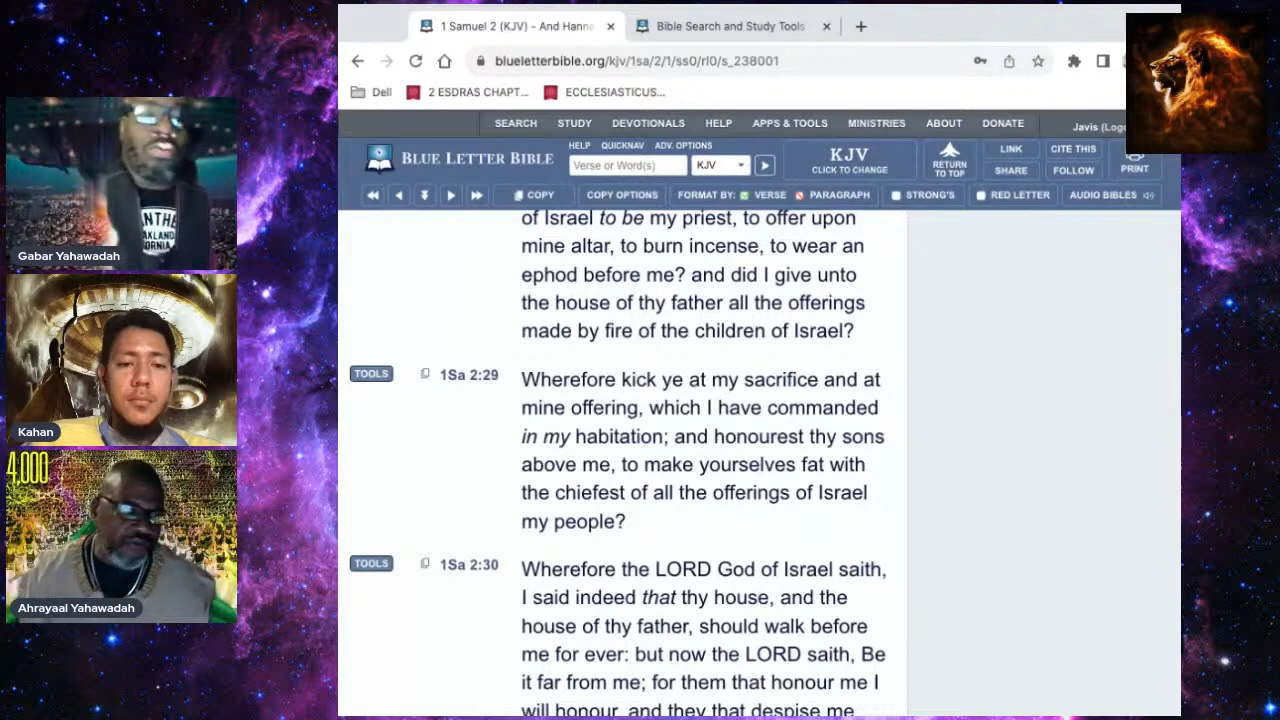 1 Samuel 2 (KJV) - And Hanna
Bible Search and Study Tools
blueletterbible.org/kjv/1sa/2/1/ss0/rl0/s_238001
Dell
2 ESDRAS CHAPT...
ECCLESIASTICUS...
SEARCH STUDY DEVOTIONALS HELP APPS & TOOLS MINISTRIES ABOUT DONATE
Javis (Logo
BLUE LETTER BIBLE
HELP QUICKNAV ADV. OPTIONS
Verse or Word(s)
KJV
KJV
CLICK TO CHANGE
RETURN
TO TOP
LINK
CITE THIS
SHARE
FOLLOW
PRINT
COPY
COPY OPTIONS
FORMAT BY: VERSE PARAGRAPH
STRONG'S
RED LETTER
AUDIO BIBLES
of Israel to be my priest, to offer upon
mine altar, to burn incense, to wear an
ephod before me? and did I give unto
the house of thy father all the offerings
made by fire of the children of Israel?
TOOLS
1Sa 2:29
Wherefore kick ye at my sacrifice and at
mine offering, which I have commanded
in my habitation; and honourest thy sons
above me, to make yourselves fat with
the chiefest of all the offerings of Israel
my people?
TOOLS
1Sa 2:30
Wherefore the LORD God of Israel saith,
I said indeed that thy house, and the
house of thy father, should walk before
me for ever: but now the LORD saith, Be
it far from me; for them that honour me I
will honour, and they that despise me
Gabar Yahawadah
Kahan
4,000
Ahrayaal Yahawadah